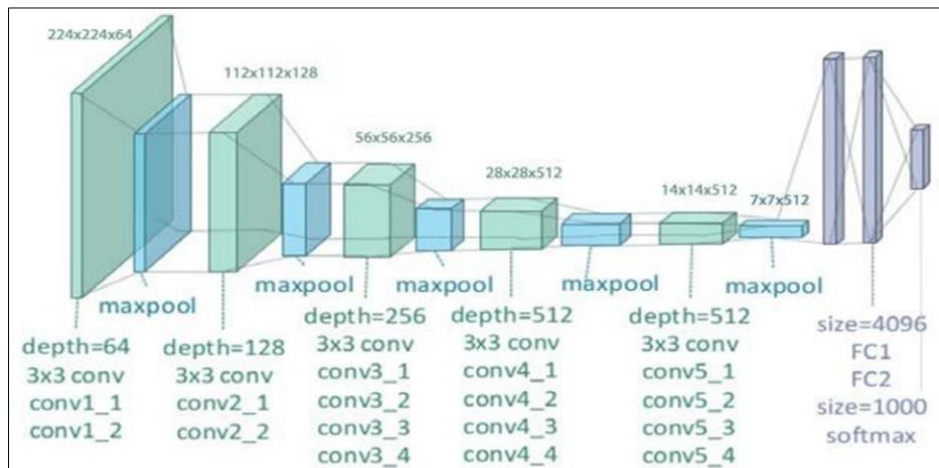 224x224x64
112x112x128
56x56x256
28x28x512
14x14x512
7x7x512
maxpool
maxpool
maxpool
maxpool
maxpool
depth=64
3x3 conv
conv1_1
conv1_2
depth=128
3x3 conv
conv2_1
conv2_2
depth=256
3x3 conv
conv3_1
conv3_2
conv3_3
conv3_4
depth=512
3x3 conv
conv4_1
conv4_2
conv4_3
conv4_4
depth=512
3x3 conv
conv5_1
conv5_2
conv5_3
conv5_4
size=4096
FC1
FC2
size=1000
softmax